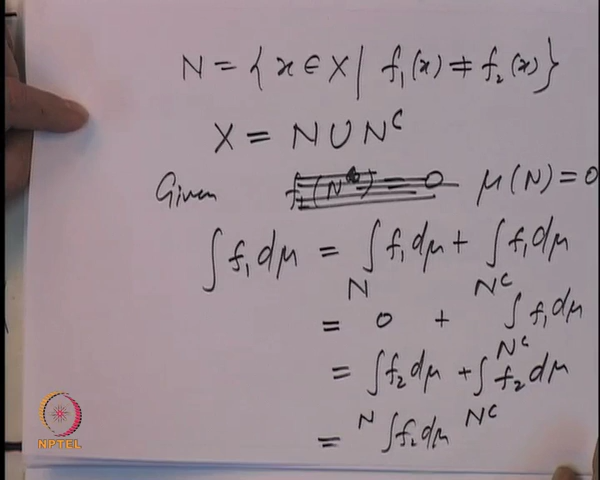 N = { x ∈ X | f₁(x) ≠ f₂(x) }
X = N ∪ Nᶜ
Given μ(N) = 0
∫ f₁ dμ = ∫_N f₁ dμ + ∫_{Nᶜ} f₁ dμ
= 0 + ∫_{Nᶜ} f₁ dμ
= ∫_N f₂ dμ + ∫_{Nᶜ} f₂ dμ
= ∫ f₂ dμ
NPTEL